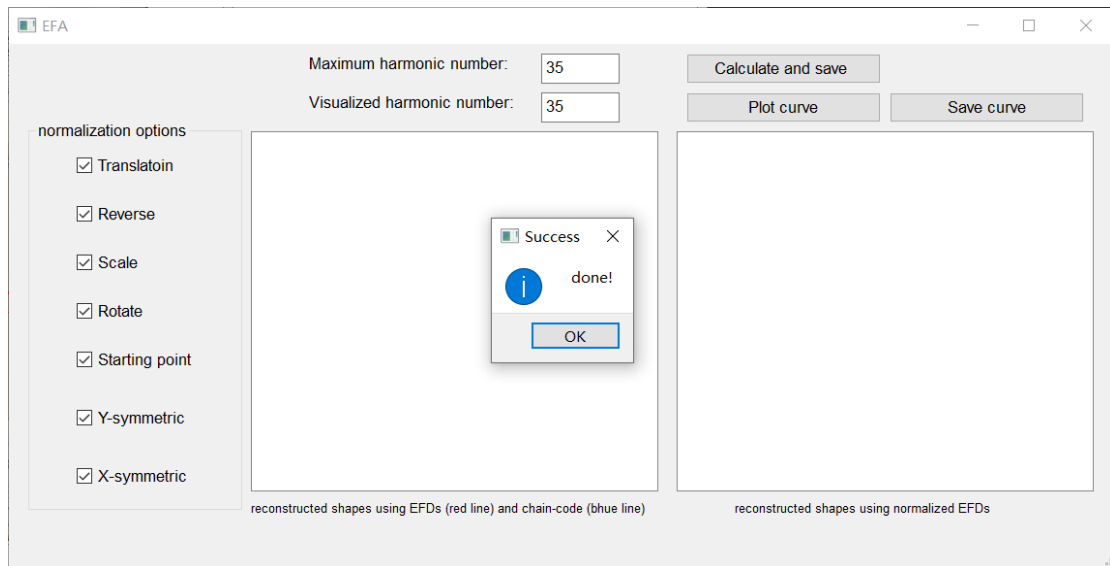 EFA
Maximum harmonic number:
35
Calculate and save
Visualized harmonic number:
35
Plot curve
Save curve
normalization options
Translatoin
Reverse
Scale
Rotate
Starting point
Y-symmetric
X-symmetric
Success
done!
OK
reconstructed shapes using EFDs (red line) and chain-code (bhue line)
reconstructed shapes using normalized EFDs